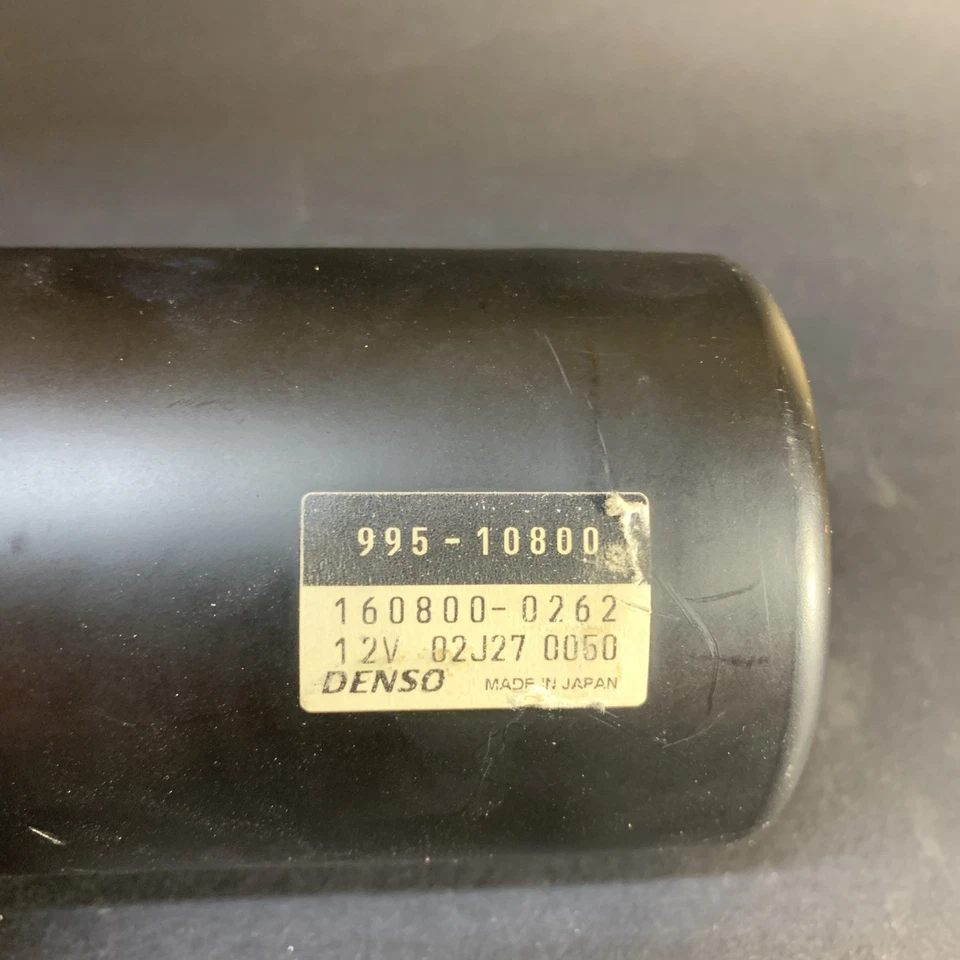 995-10800
160800-0262
12V 02J27 0050
DENSO MADE IN JAPAN